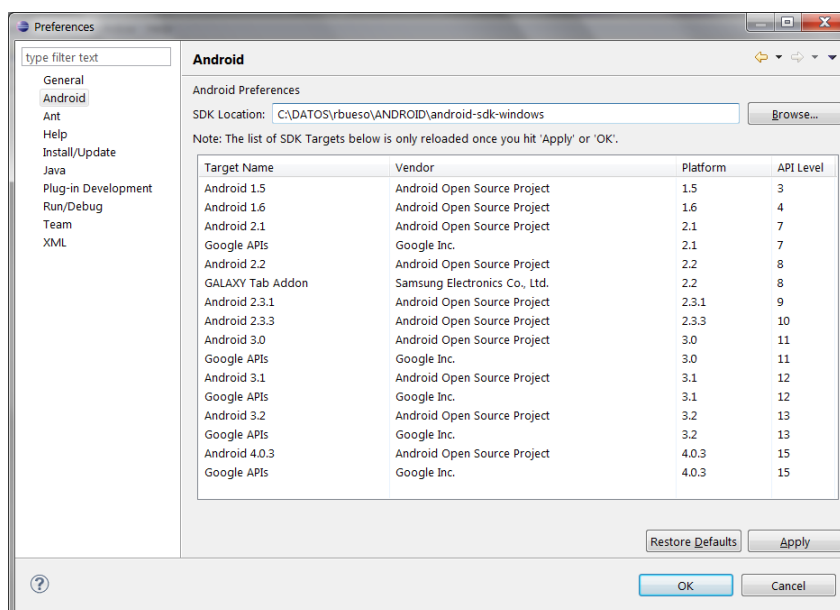 Preferences
type filter text
General
Android
Ant
Help
Install/Update
Java
Plug-in Development
Run/Debug
Team
XML
Android
Android Preferences
SDK Location: C:\DATOS\rbueso\ANDROID\android-sdk-windows Browse...
Note: The list of SDK Targets below is only reloaded once you hit 'Apply' or 'OK'.
Target Name Vendor Platform API Level
Android 1.5 Android Open Source Project 1.5 3
Android 1.6 Android Open Source Project 1.6 4
Android 2.1 Android Open Source Project 2.1 7
Google APIs Google Inc. 2.1 7
Android 2.2 Android Open Source Project 2.2 8
GALAXY Tab Addon Samsung Electronics Co., Ltd. 2.2 8
Android 2.3.1 Android Open Source Project 2.3.1 9
Android 2.3.3 Android Open Source Project 2.3.3 10
Android 3.0 Android Open Source Project 3.0 11
Google APIs Google Inc. 3.0 11
Android 3.1 Android Open Source Project 3.1 12
Google APIs Google Inc. 3.1 12
Android 3.2 Android Open Source Project 3.2 13
Google APIs Google Inc. 3.2 13
Android 4.0.3 Android Open Source Project 4.0.3 15
Google APIs Google Inc. 4.0.3 15
Restore Defaults Apply
? OK Cancel